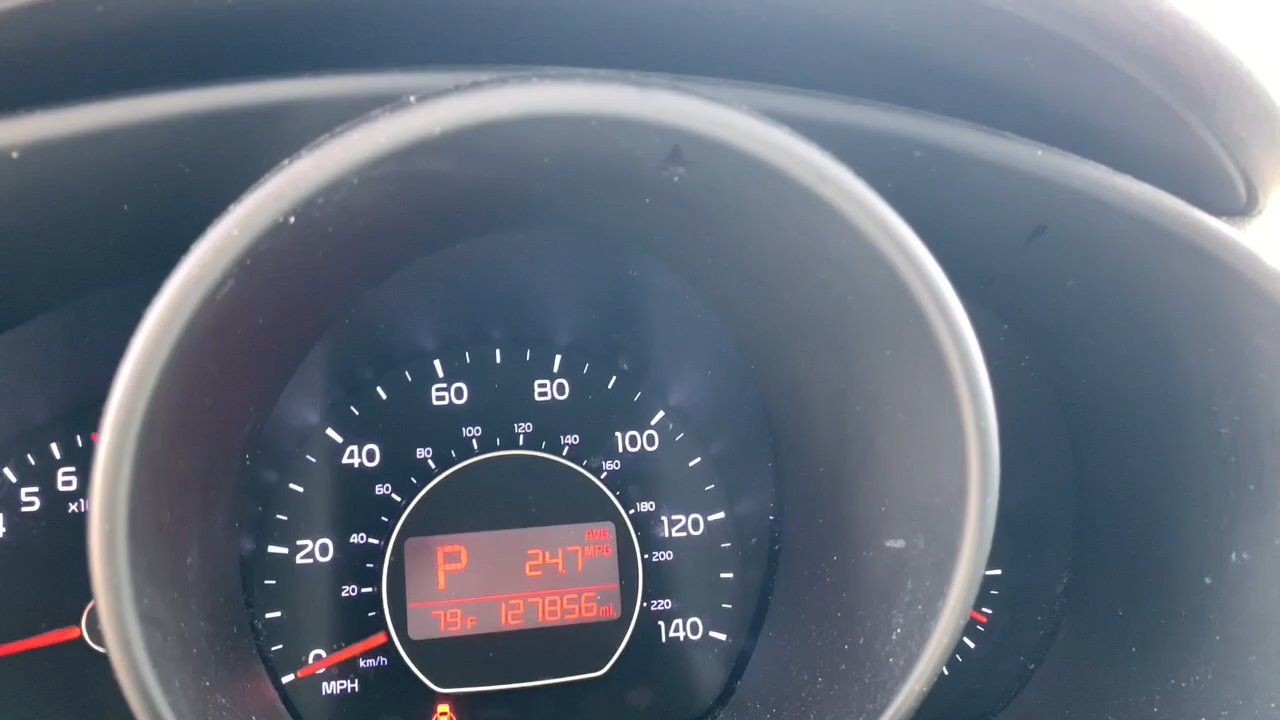 60 80
40 100
20 120
0 140
MPH
km/h
20 40 60 80 100 120 140 160 180 200 220
AVG.
P 24.7 MPG
79°F 127856 mi.
5 6